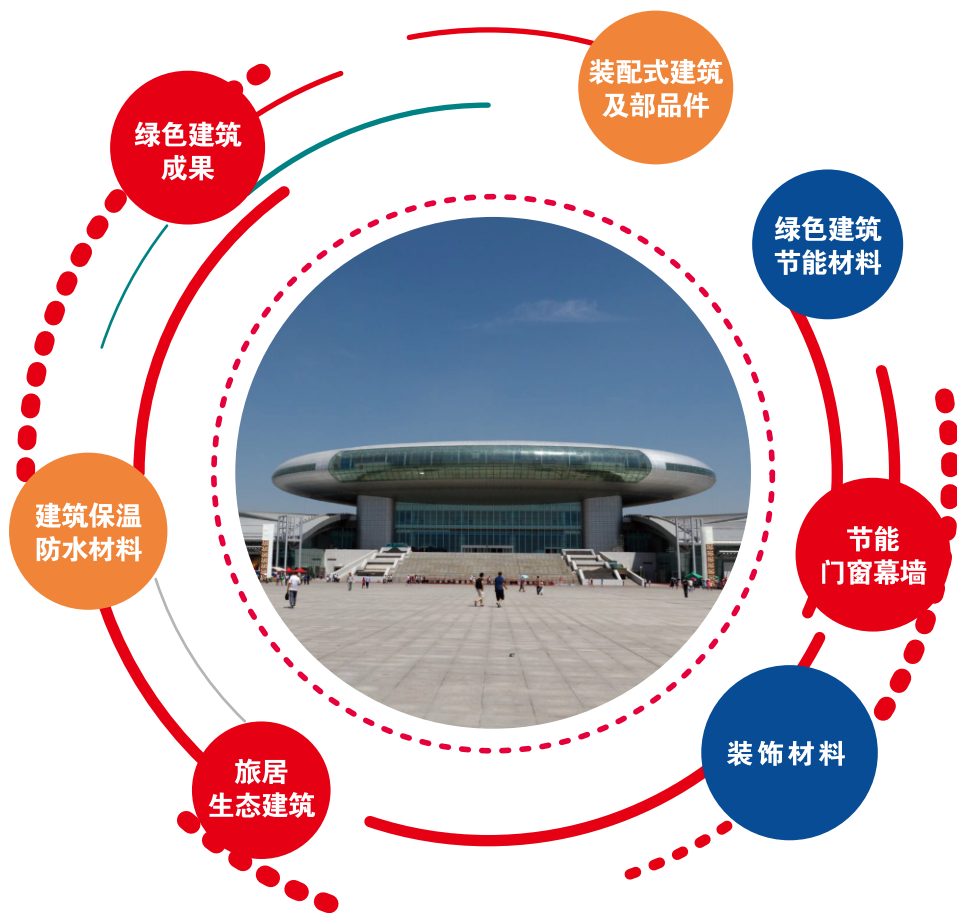 装配式建筑
及部品件
绿色建筑
成果
绿色建筑
节能材料
建筑保温
防水材料
节能
门窗幕墙
装饰材料
旅居
生态建筑